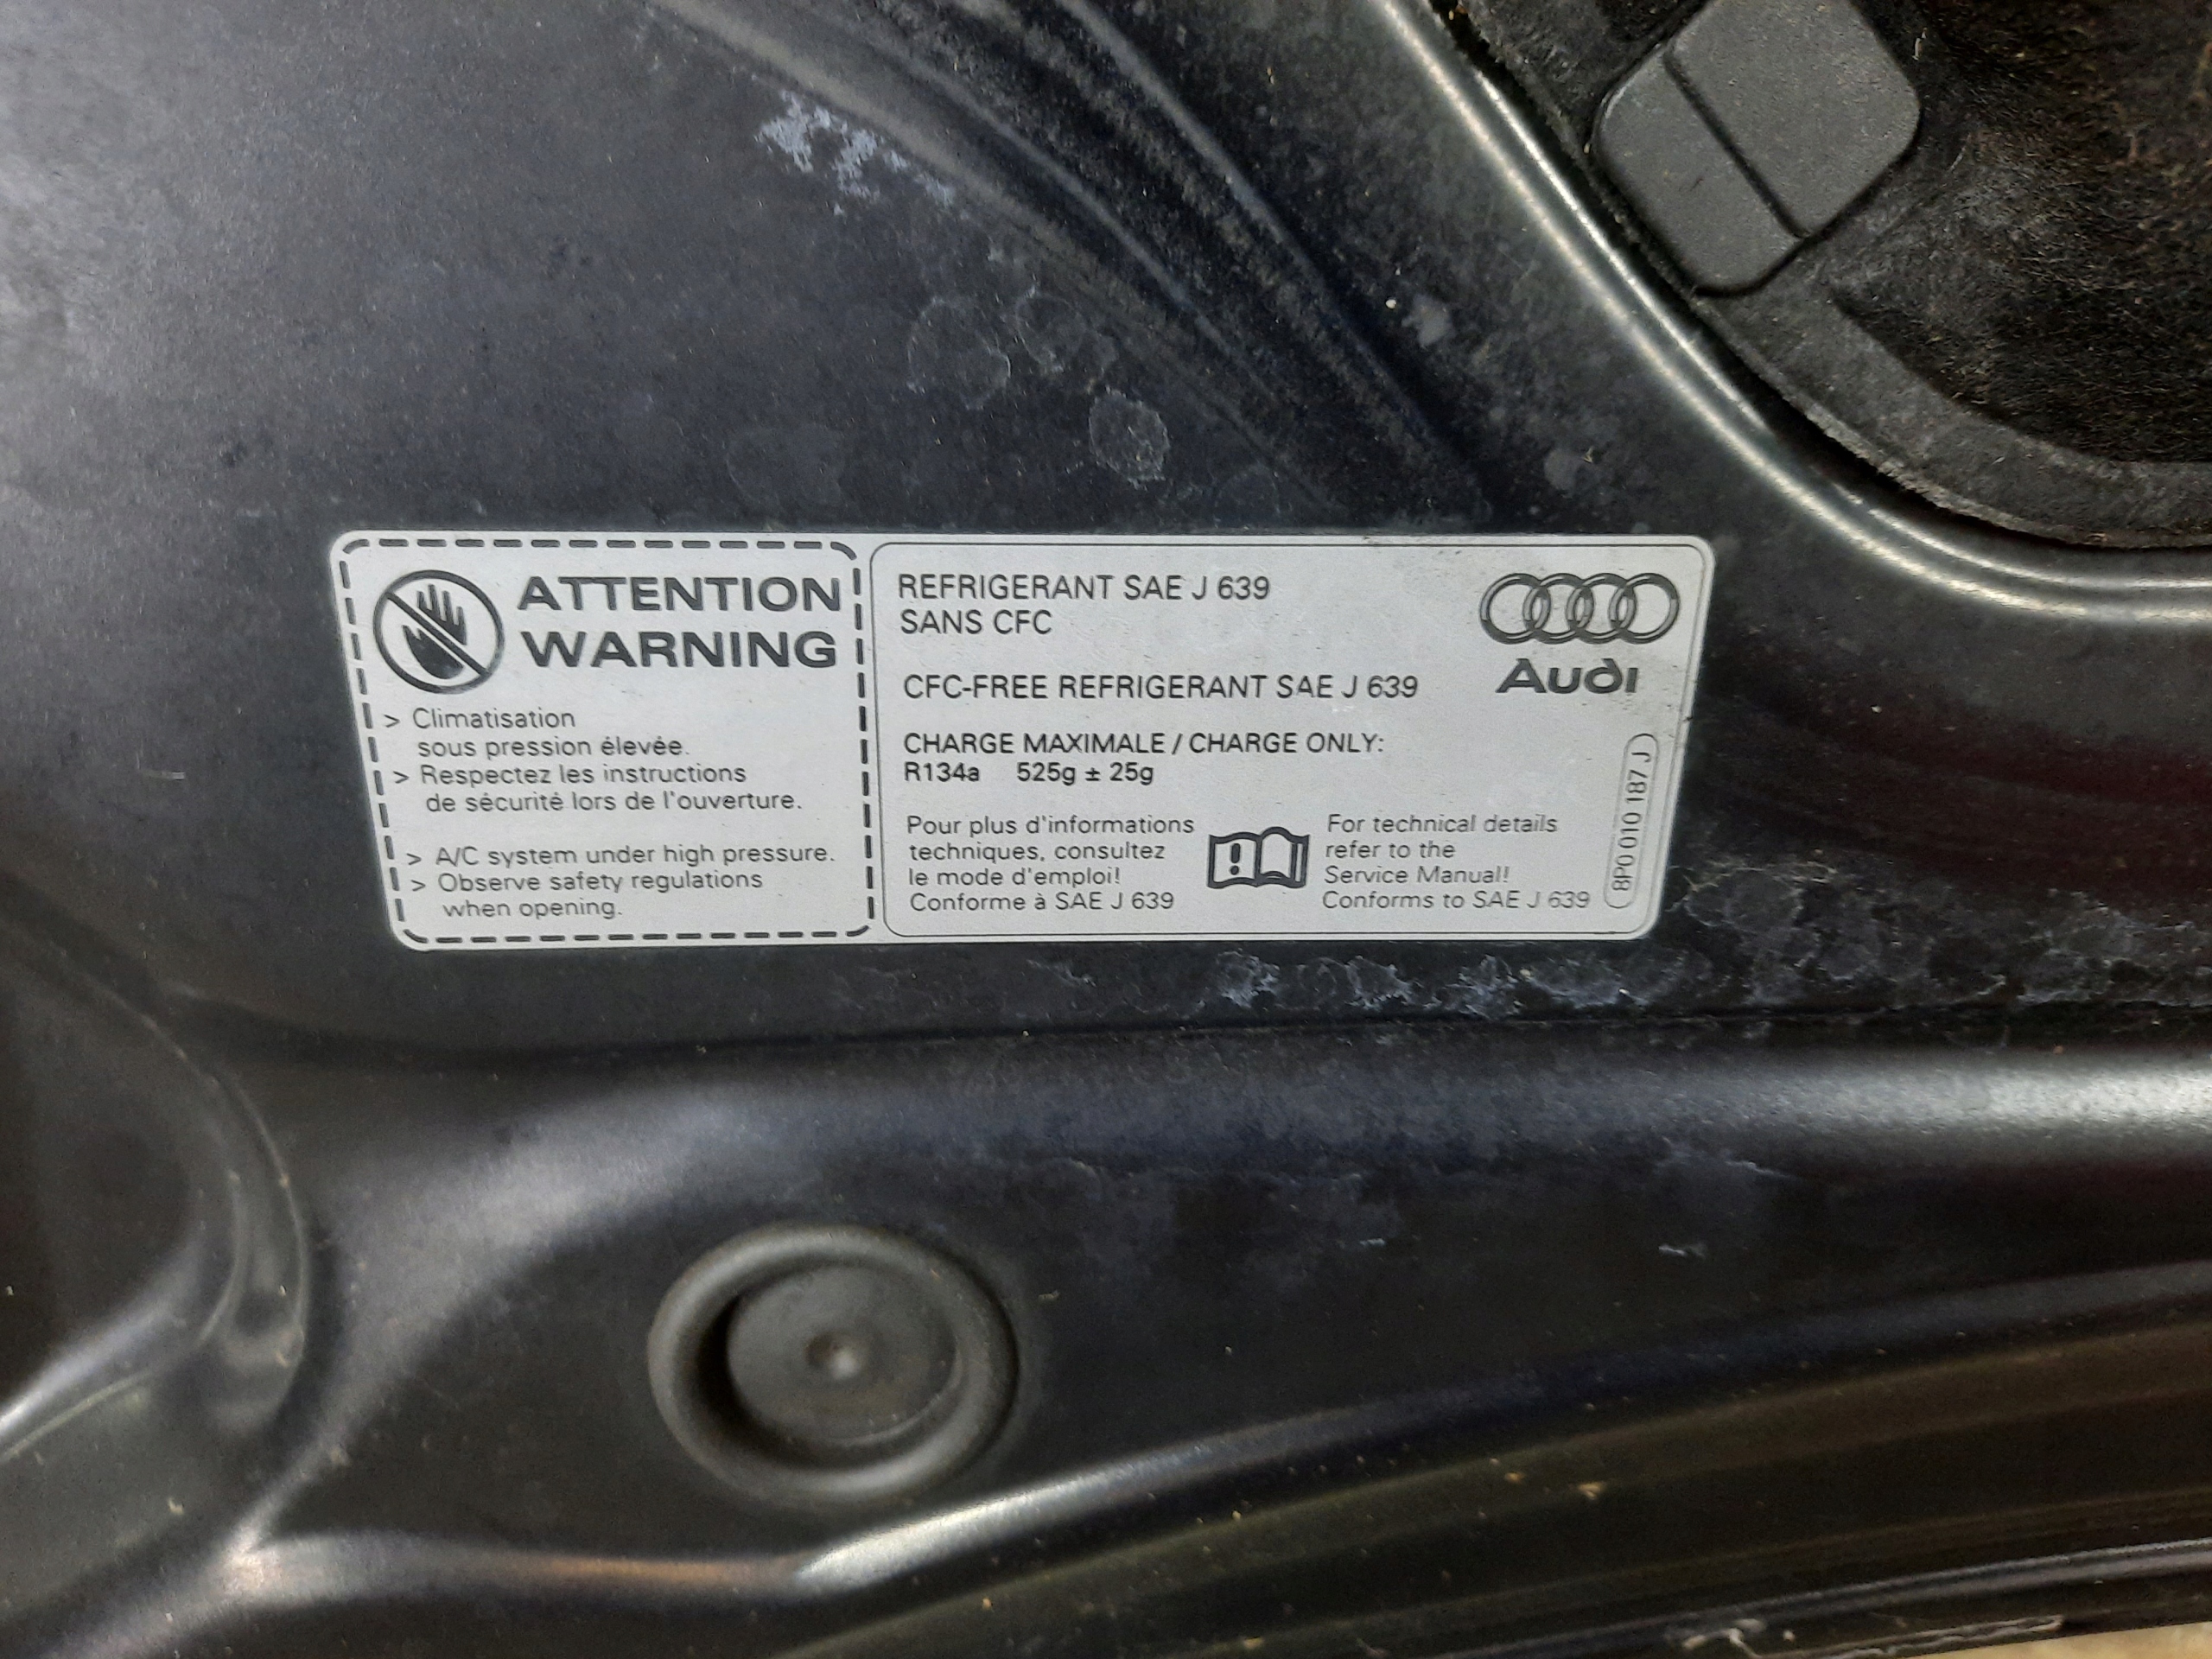 ATTENTION
WARNING
> Climatisation
sous pression élevée.
> Respectez les instructions
de sécurité lors de l'ouverture.
> A/C system under high pressure.
> Observe safety regulations
when opening.
REFRIGERANT SAE J 639
SANS CFC
CFC-FREE REFRIGERANT SAE J 639
CHARGE MAXIMALE / CHARGE ONLY:
R134a 525g ± 25g
Pour plus d'informations
techniques, consultez
le mode d'emploi!
Conforme à SAE J 639
For technical details
refer to the
Service Manual!
Conforms to SAE J 639
Audi
8P0 010 187 J